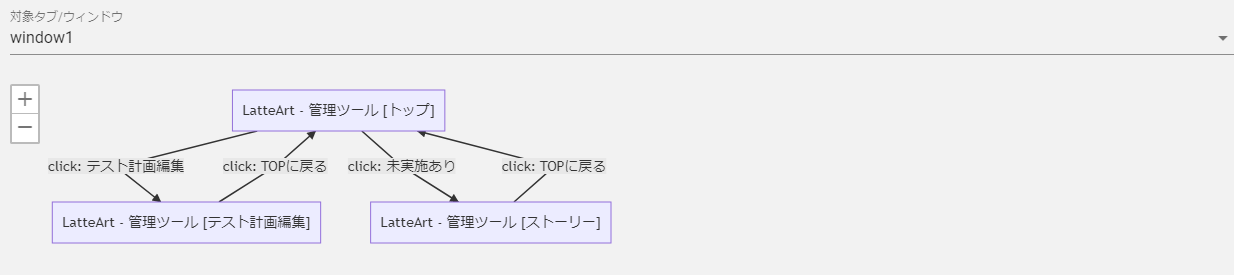 対象タブ/ウィンドウ
window1
+
−
LatteArt - 管理ツール [トップ]
click: テスト計画編集
click: TOPに戻る
click: 未実施あり
click: TOPに戻る
LatteArt - 管理ツール [テスト計画編集]
LatteArt - 管理ツール [ストーリー]